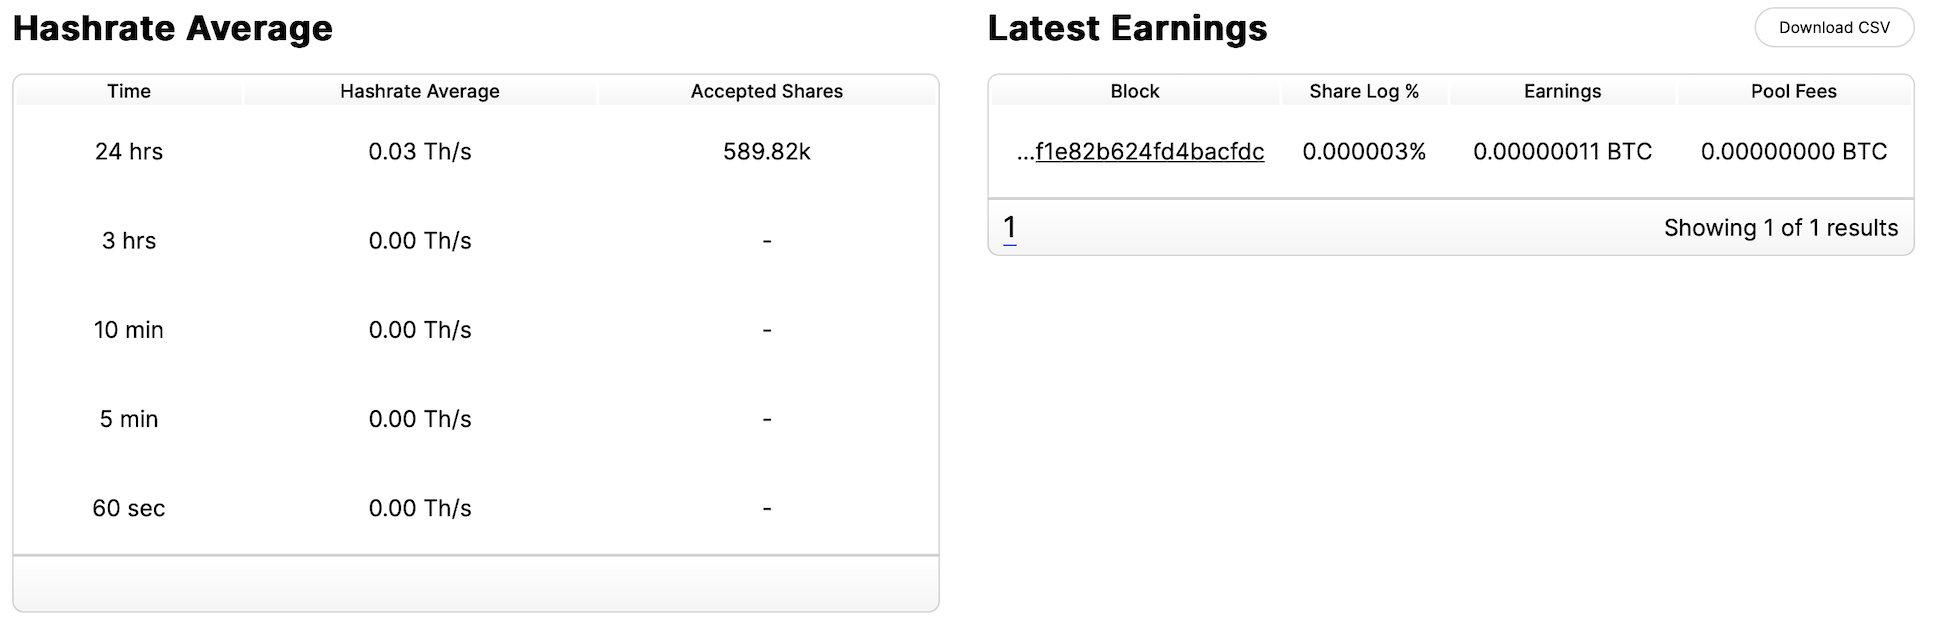 Hashrate Average
Time Hashrate Average Accepted Shares
24 hrs 0.03 Th/s 589.82k
3 hrs 0.00 Th/s -
10 min 0.00 Th/s -
5 min 0.00 Th/s -
60 sec 0.00 Th/s -
Latest Earnings
Download CSV
Block Share Log % Earnings Pool Fees
...f1e82b624fd4bacfdc 0.000003% 0.00000011 BTC 0.00000000 BTC
1 Showing 1 of 1 results